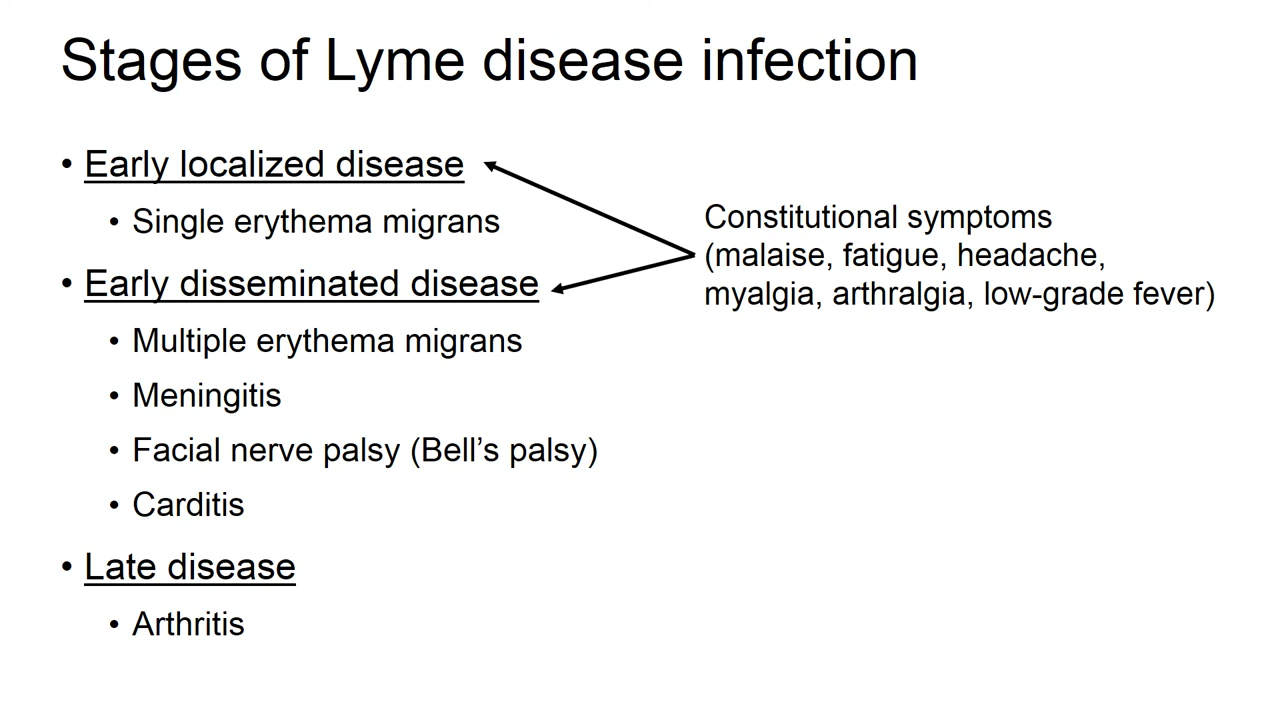 Stages of Lyme disease infection
• Early localized disease
• Single erythema migrans
• Early disseminated disease
• Multiple erythema migrans
• Meningitis
• Facial nerve palsy (Bell’s palsy)
• Carditis
• Late disease
• Arthritis
Constitutional symptoms
(malaise, fatigue, headache,
myalgia, arthralgia, low-grade fever)